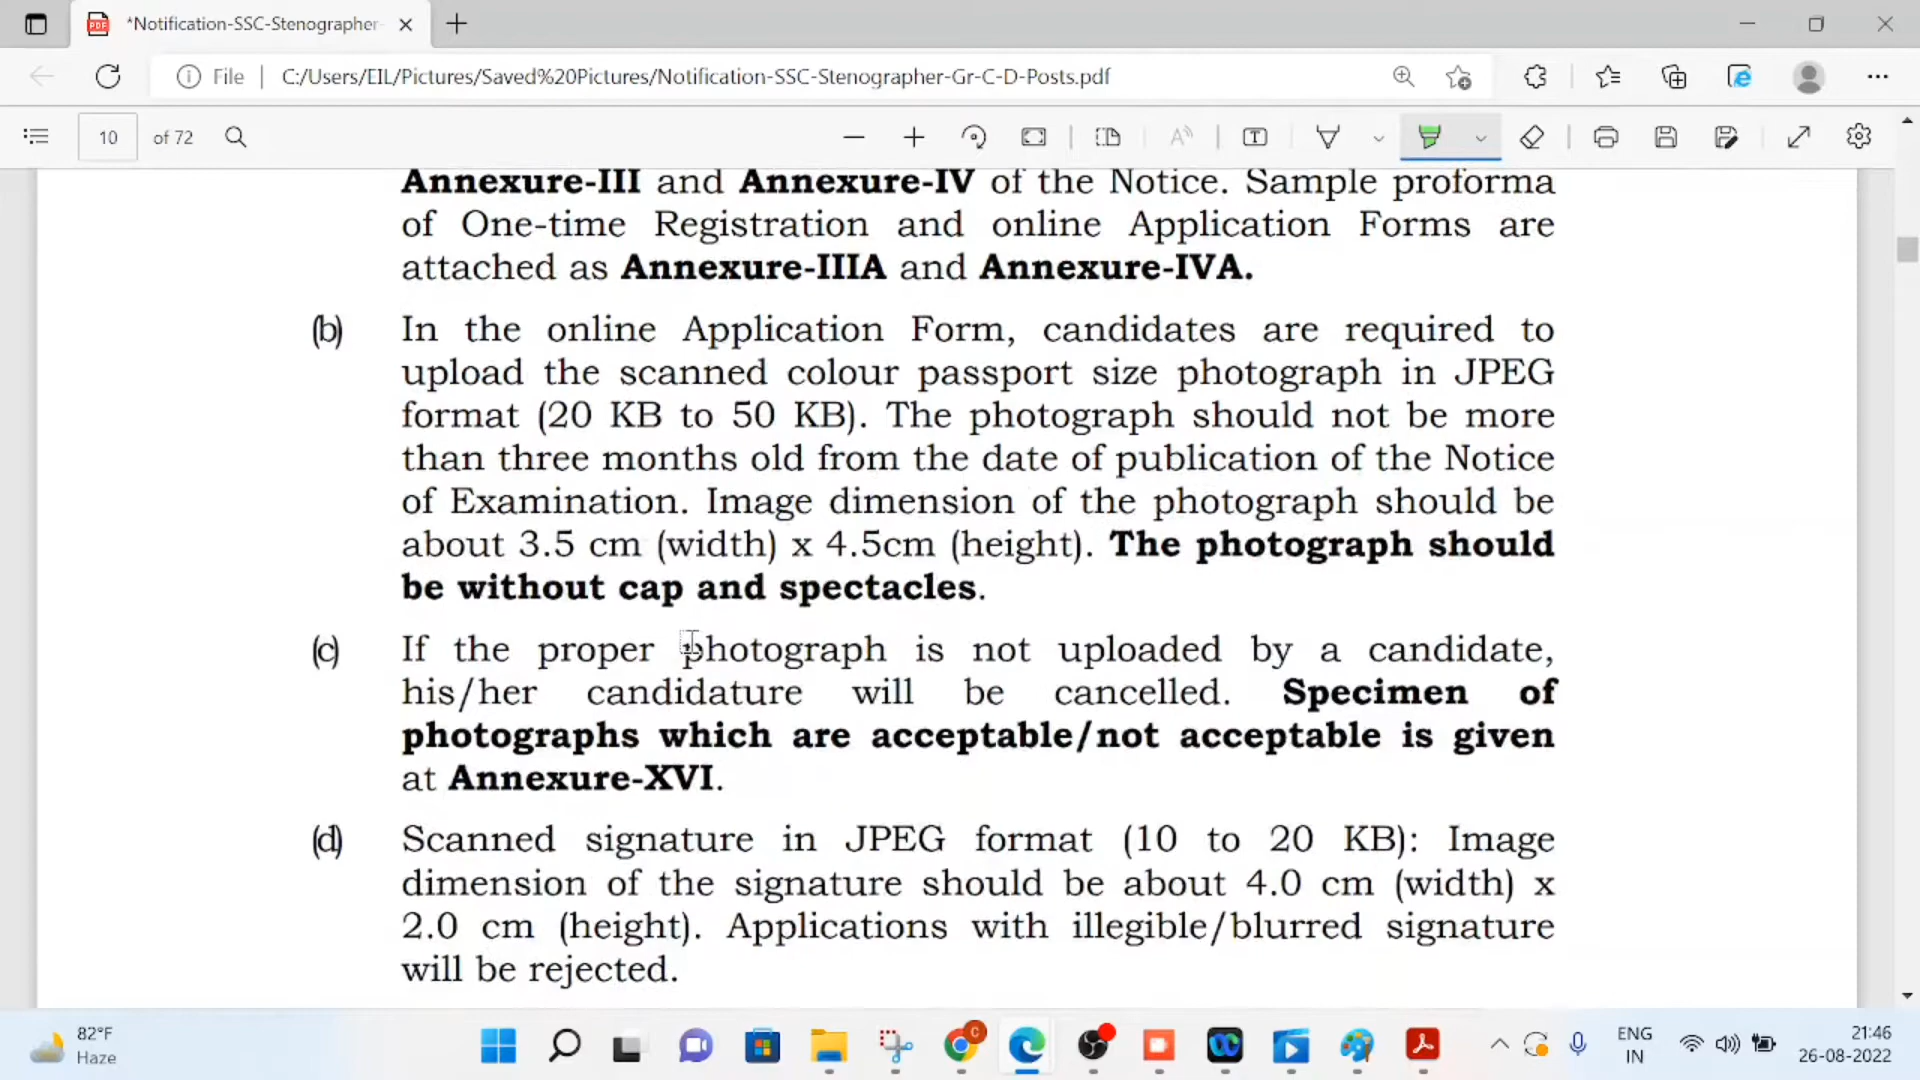 *Notification-SSC-Stenographer-
File
C:/Users/EIL/Pictures/Saved%20Pictures/Notification-SSC-Stenographer-Gr-C-D-Posts.pdf
10 of 72
Annexure-III and Annexure-IV of the Notice. Sample proforma
of One-time Registration and online Application Forms are
attached as Annexure-IIIA and Annexure-IVA.
(b) In the online Application Form, candidates are required to
upload the scanned colour passport size photograph in JPEG
format (20 KB to 50 KB). The photograph should not be more
than three months old from the date of publication of the Notice
of Examination. Image dimension of the photograph should be
about 3.5 cm (width) x 4.5cm (height). The photograph should
be without cap and spectacles.
(c) If the proper photograph is not uploaded by a candidate,
his/her candidature will be cancelled. Specimen of
photographs which are acceptable/not acceptable is given
at Annexure-XVI.
(d) Scanned signature in JPEG format (10 to 20 KB): Image
dimension of the signature should be about 4.0 cm (width) x
2.0 cm (height). Applications with illegible/blurred signature
will be rejected.
82°F
Haze
ENG
IN
21:46
26-08-2022